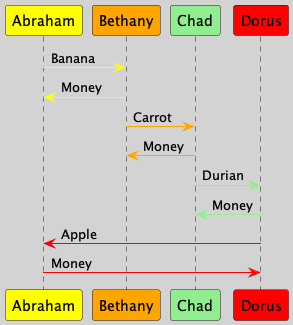 Abraham Bethany Chad Dorus
Banana
Money
Carrot
Money
Durian
Money
Apple
Money
Abraham Bethany Chad Dorus